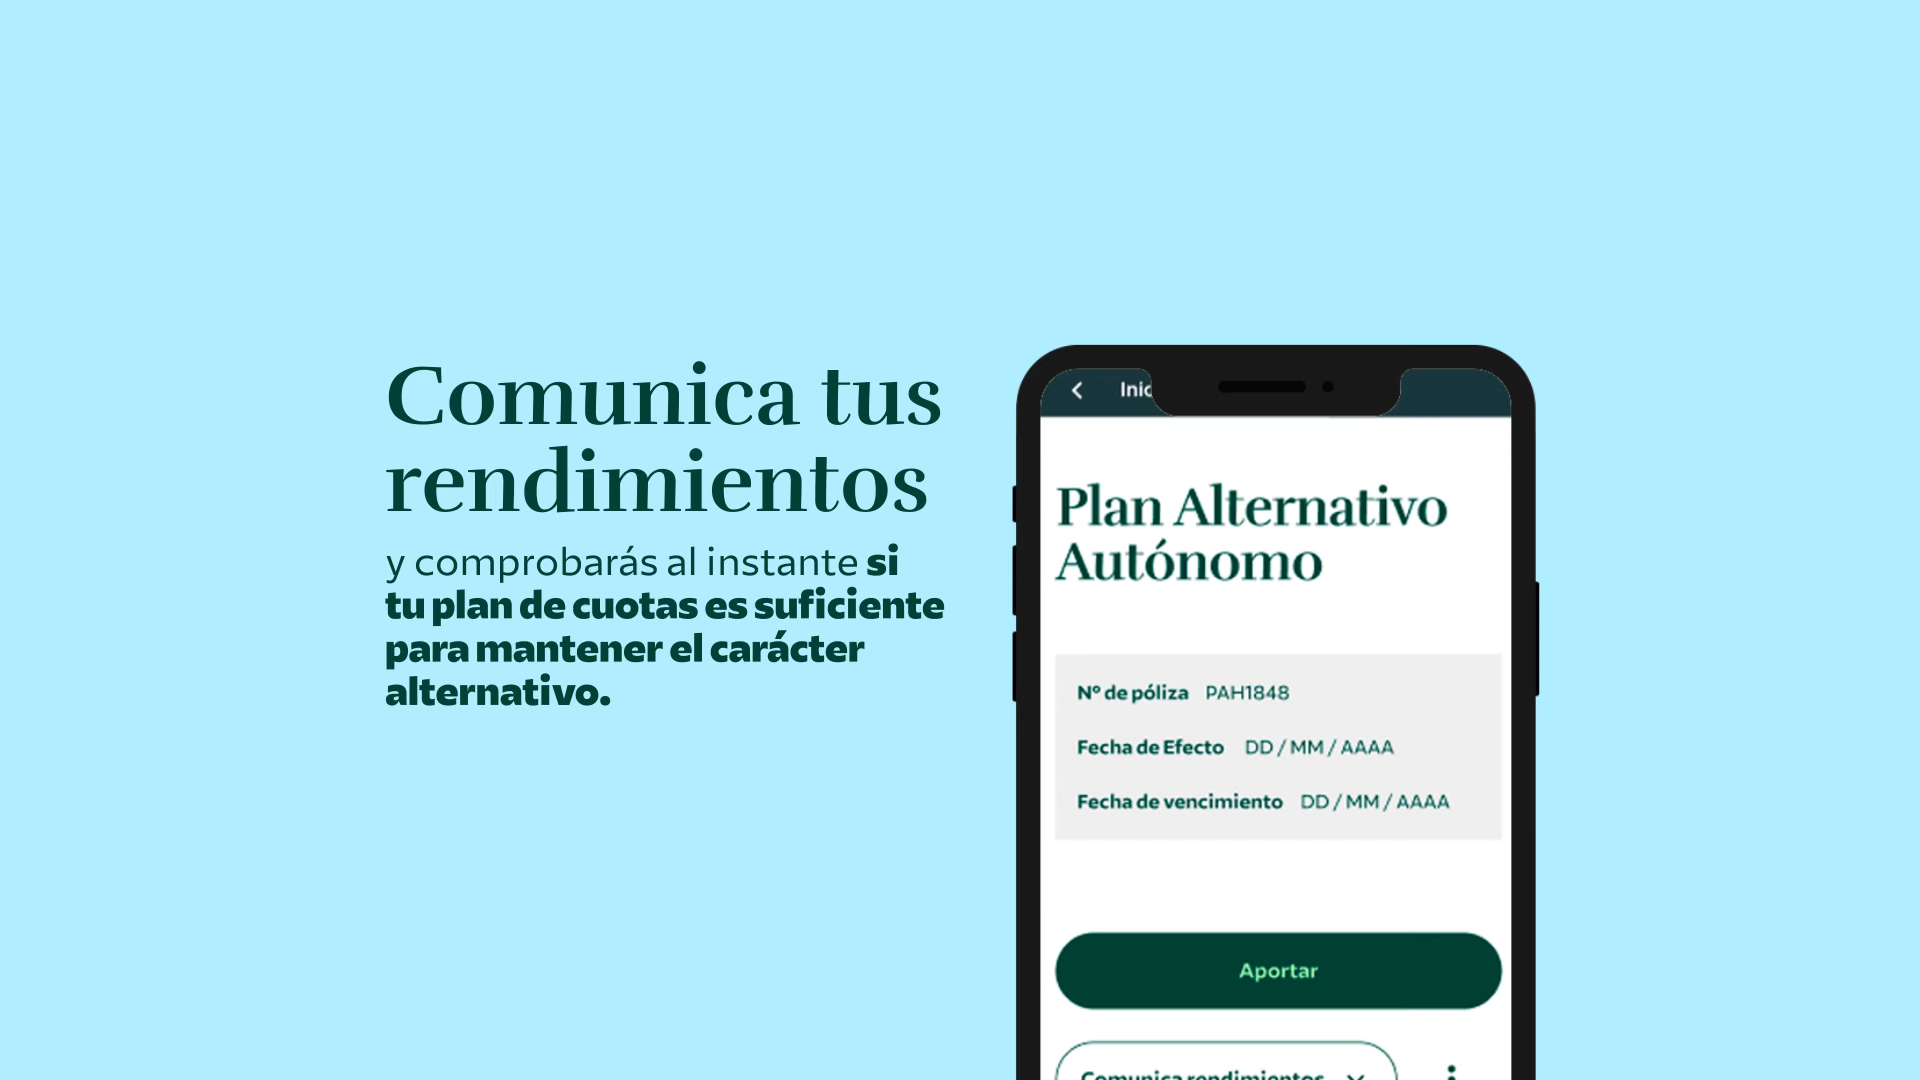 Comunica tus
rendimientos
y comprobarás al instante si
tu plan de cuotas es suficiente
para mantener el carácter
alternativo.
Plan Alternativo
Autónomo
Nº de póliza PAH1848
Fecha de Efecto DD / MM / AAAA
Fecha de vencimiento DD / MM / AAAA
Aportar
Comunica rendimientos